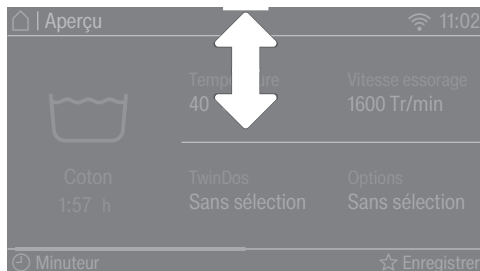 | Aperçu
11:02
Température
Vitesse essorage
40
1600 Tr/min
Coton
1:57 h
TwinDos
Options
Sans sélection
Sans sélection
Minuteur
Enregistrer